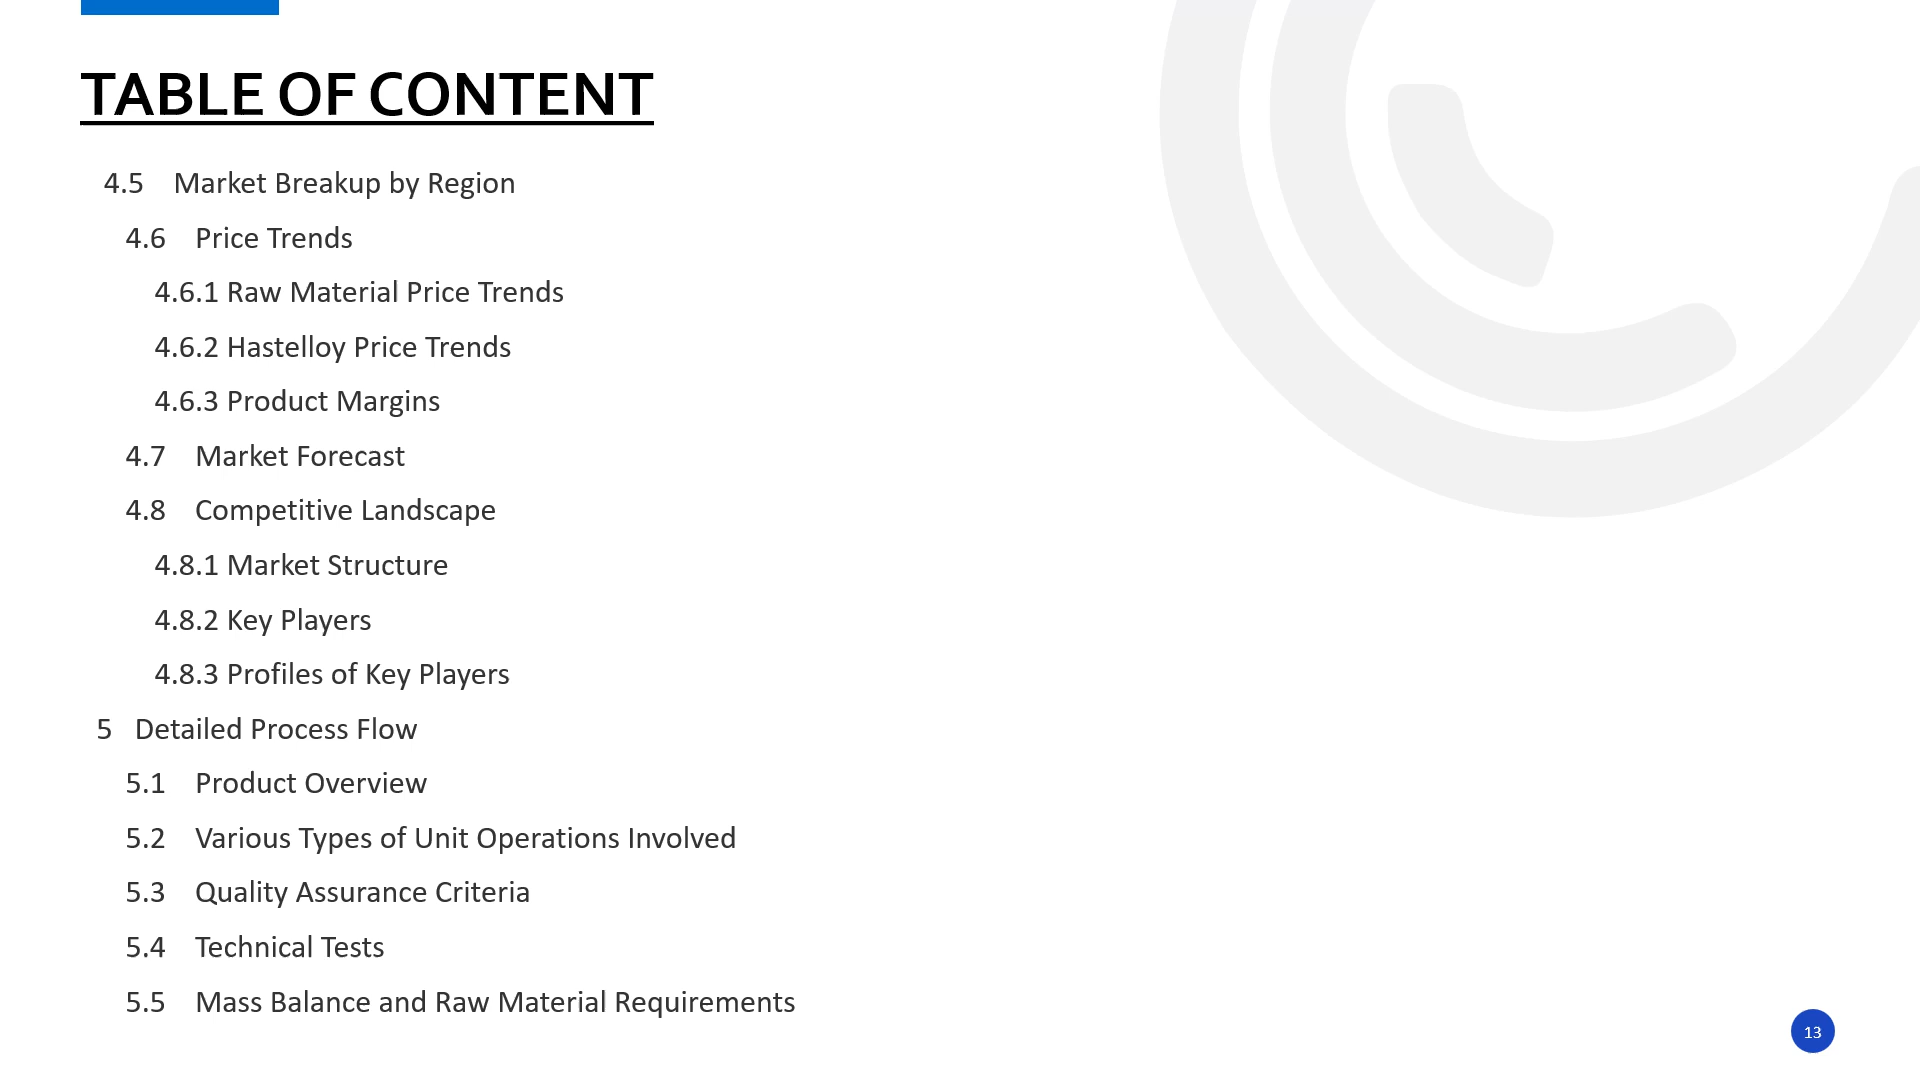 TABLE OF CONTENT
4.5 Market Breakup by Region
4.6 Price Trends
4.6.1 Raw Material Price Trends
4.6.2 Hastelloy Price Trends
4.6.3 Product Margins
4.7 Market Forecast
4.8 Competitive Landscape
4.8.1 Market Structure
4.8.2 Key Players
4.8.3 Profiles of Key Players
5 Detailed Process Flow
5.1 Product Overview
5.2 Various Types of Unit Operations Involved
5.3 Quality Assurance Criteria
5.4 Technical Tests
5.5 Mass Balance and Raw Material Requirements
13